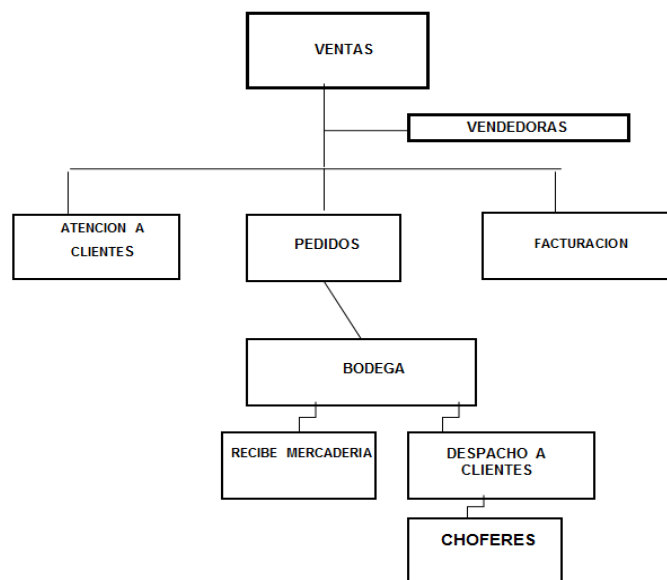 VENTAS
VENDEDORAS
ATENCION A
CLIENTES
PEDIDOS
FACTURACION
BODEGA
RECIBE MERCADERIA
DESPACHO A
CLIENTES
CHOFERES